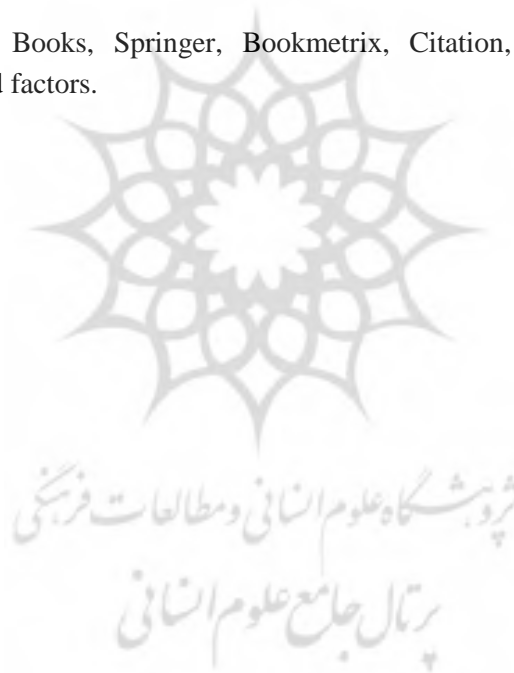 Books, Springer, Bookmetrix, Citation,
factors.
پژوهشگاه علوم انسانی و مطالعات فرهنگی
پرتال جامع علوم انسانی